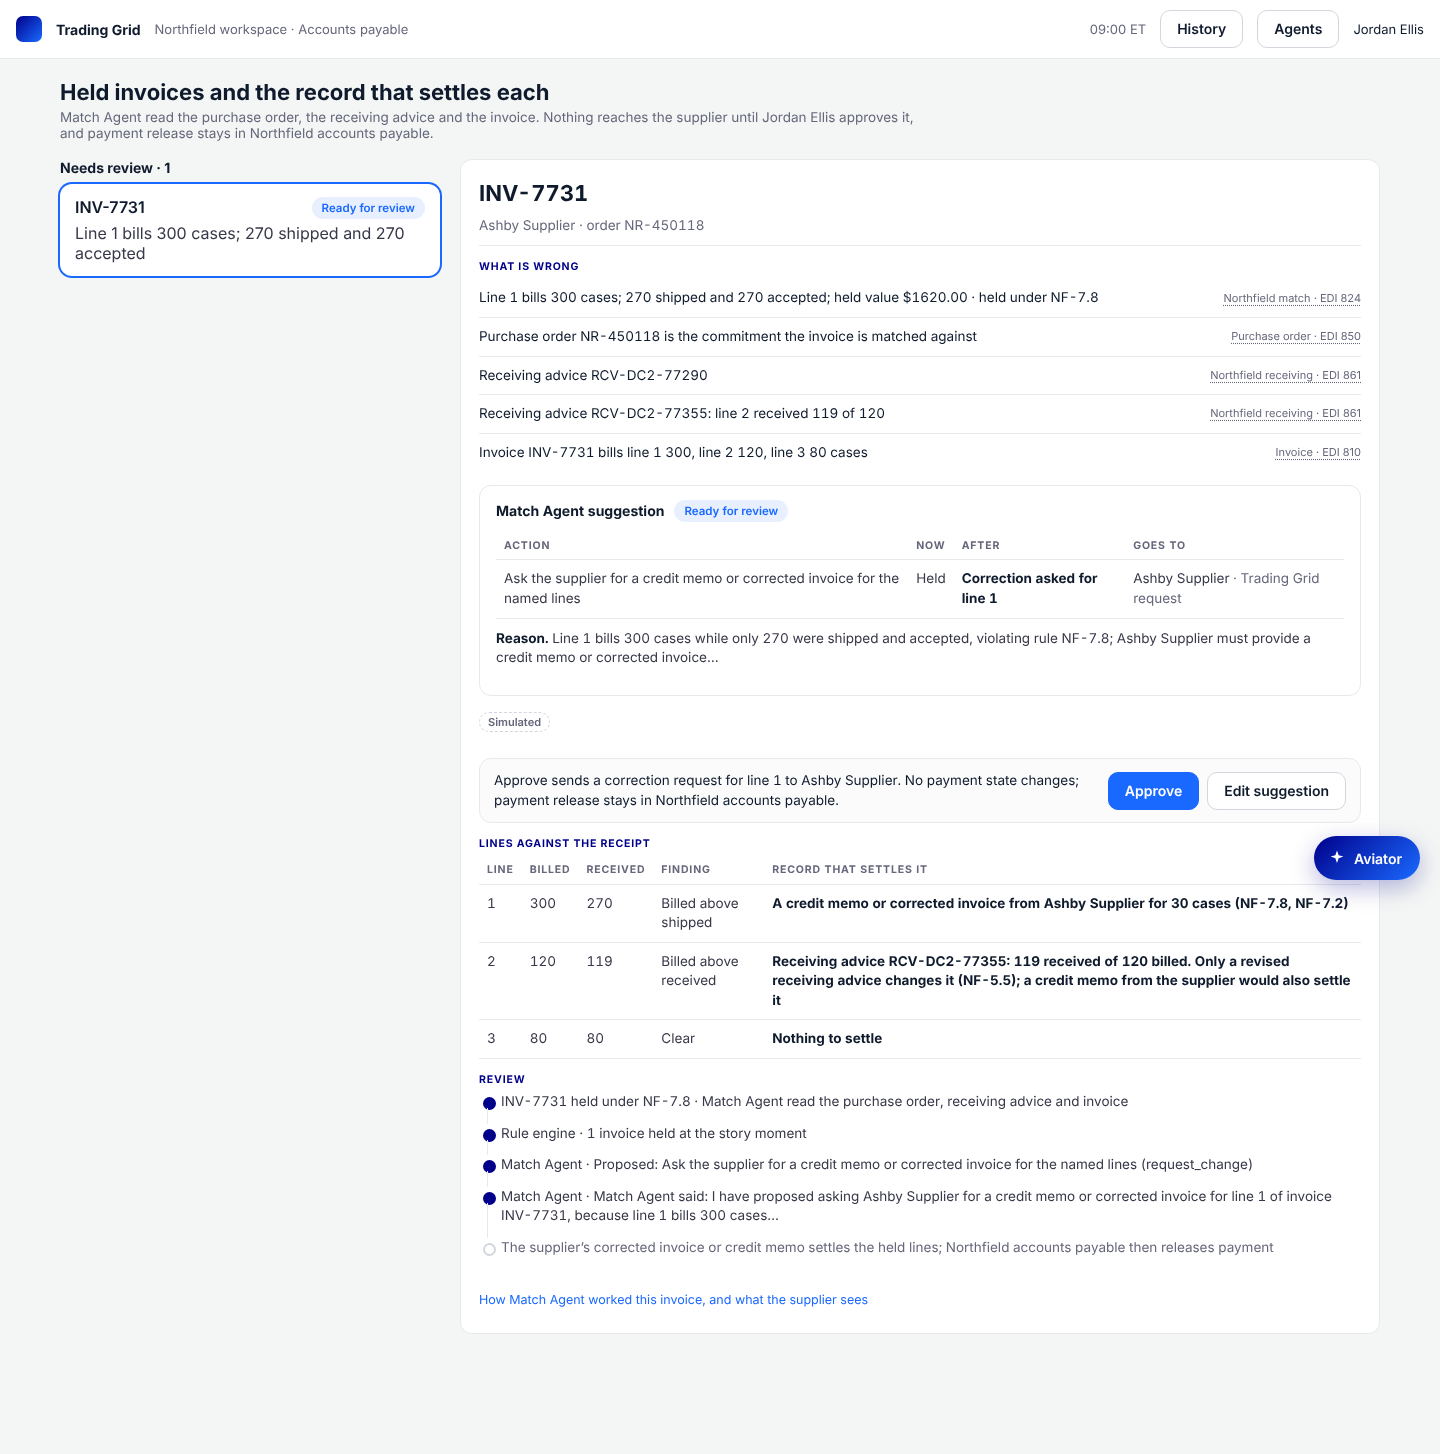 Trading Grid
Northfield workspace · Accounts payable
09:00 ET
History
Agents
Jordan Ellis
Held invoices and the record that settles each
Match Agent read the purchase order, the receiving advice and the invoice. Nothing reaches the supplier until Jordan Ellis approves it,
and payment release stays in Northfield accounts payable.
Needs review · 1
INV-7731
Ready for review
Line 1 bills 300 cases; 270 shipped and 270
accepted
INV-7731
Ashby Supplier · order NR-450118
WHAT IS WRONG
Line 1 bills 300 cases; 270 shipped and 270 accepted; held value $1620.00 · held under NF-7.8
Northfield match · EDI 824
Purchase order NR-450118 is the commitment the invoice is matched against
Purchase order · EDI 850
Receiving advice RCV-DC2-77290
Northfield receiving · EDI 861
Receiving advice RCV-DC2-77355: line 2 received 119 of 120
Northfield receiving · EDI 861
Invoice INV-7731 bills line 1 300, line 2 120, line 3 80 cases
Invoice · EDI 810
Match Agent suggestion
Ready for review
ACTION NOW AFTER GOES TO
Ask the supplier for a credit memo or corrected invoice for the
named lines
Held
Correction asked for
line 1
Ashby Supplier · Trading Grid
request
Reason. Line 1 bills 300 cases while only 270 were shipped and accepted, violating rule NF-7.8; Ashby Supplier must provide a
credit memo or corrected invoice...
Simulated
Approve sends a correction request for line 1 to Ashby Supplier. No payment state changes;
payment release stays in Northfield accounts payable.
Approve
Edit suggestion
LINES AGAINST THE RECEIPT
Aviator
LINE BILLED RECEIVED FINDING RECORD THAT SETTLES IT
1 300 270
Billed above
shipped
A credit memo or corrected invoice from Ashby Supplier for 30 cases (NF-7.8, NF-7.2)
2 120 119
Billed above
received
Receiving advice RCV-DC2-77355: 119 received of 120 billed. Only a revised
receiving advice changes it (NF-5.5); a credit memo from the supplier would also settle
it
3 80 80 Clear Nothing to settle
REVIEW
INV-7731 held under NF-7.8 · Match Agent read the purchase order, receiving advice and invoice
Rule engine · 1 invoice held at the story moment
Match Agent · Proposed: Ask the supplier for a credit memo or corrected invoice for the named lines (request_change)
Match Agent · Match Agent said: I have proposed asking Ashby Supplier for a credit memo or corrected invoice for line 1 of invoice
INV-7731, because line 1 bills 300 cases...
The supplier's corrected invoice or credit memo settles the held lines; Northfield accounts payable then releases payment
How Match Agent worked this invoice, and what the supplier sees